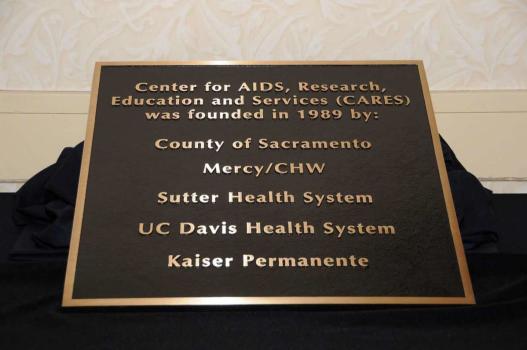 Center for AIDS, Research,
Education and Services (CARES)
was founded in 1989 by:
County of Sacramento
Mercy/CHW
Sutter Health System
UC Davis Health System
Kaiser Permanente